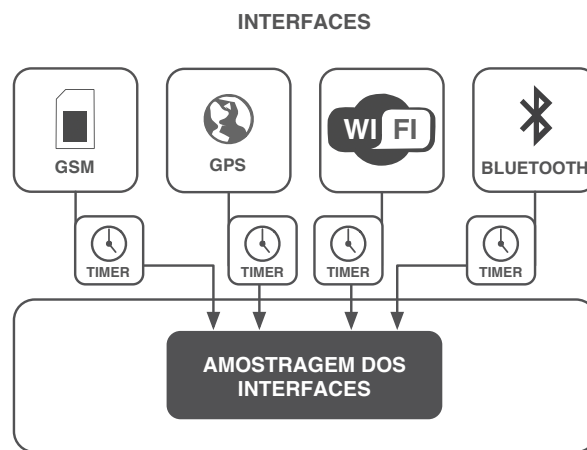 INTERFACES
GSM
GPS
WI FI
BLUETOOTH
TIMER
TIMER
TIMER
TIMER
AMOSTRAGEM DOS
INTERFACES